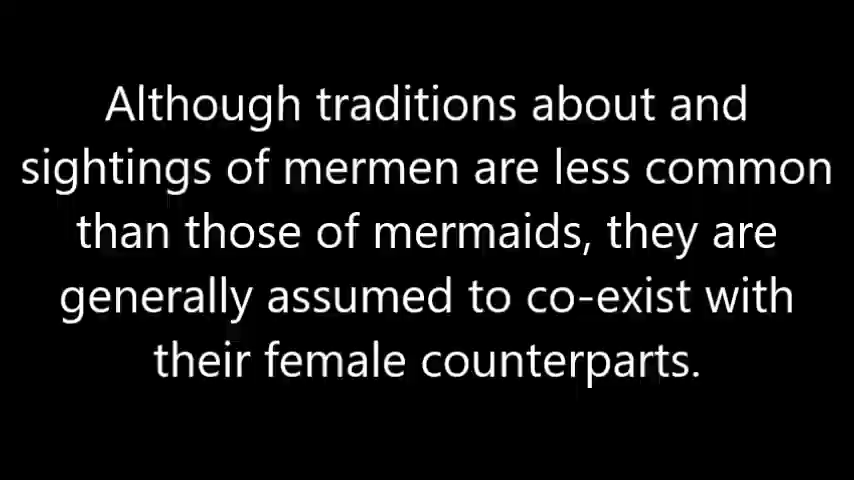 Although traditions about and
sightings of mermen are less common
than those of mermaids, they are
generally assumed to co-exist with
their female counterparts.